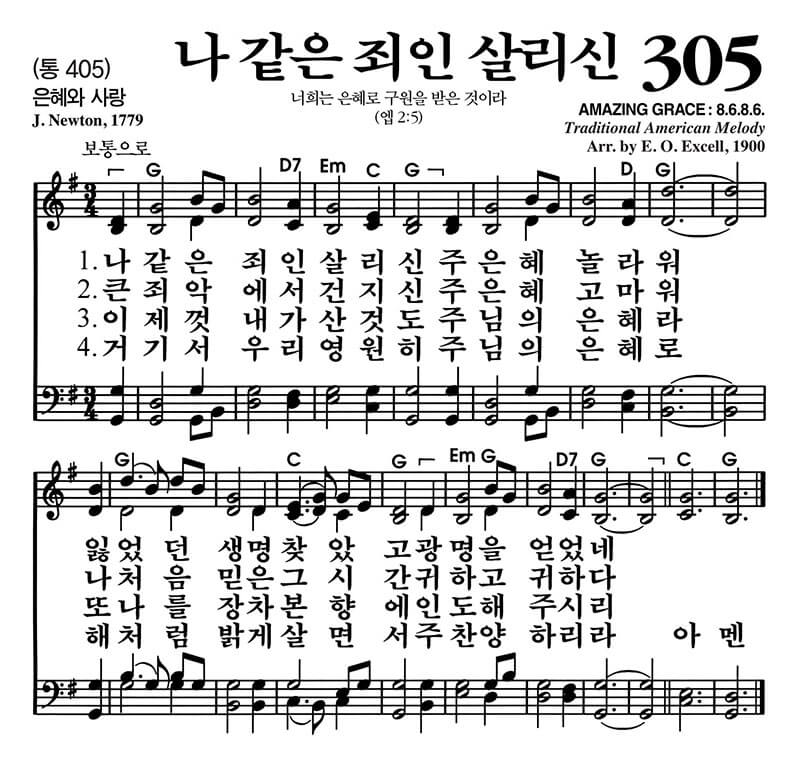 (통 405)
은혜와 사랑
J. Newton, 1779
나 같은 죄인 살리신 305
너희는 은혜로 구원을 받은 것이라
(엡 2:5)
AMAZING GRACE : 8.6.8.6.
Traditional American Melody
Arr. by E. O. Excell, 1900
보통으로
G D7 Em C G D G
3/4
1. 나 같 은 죄 인 살 리 신 주 은 혜 놀 라 워
2. 큰 죄 악 에 서 건 지 신 주 은 혜 고 마 워
3. 이 제 껏 내 가 산 것 도 주 님 의 은 혜 라
4. 거 기 서 우 리 영 원 히 주 님 의 은 혜 로
3/4
G C G Em G D7 G C G
잃 었 던 생 명 찾 았 고 광 명 을 얻 었 네
나 처 음 믿 은 그 시 간 귀 하 고 귀 하 다
또 나 를 장 차 본 향 에 인 도 해 주 시 리
해 처 럼 밝 게 살 면 서 주 찬 양 하 리 라 아 멘